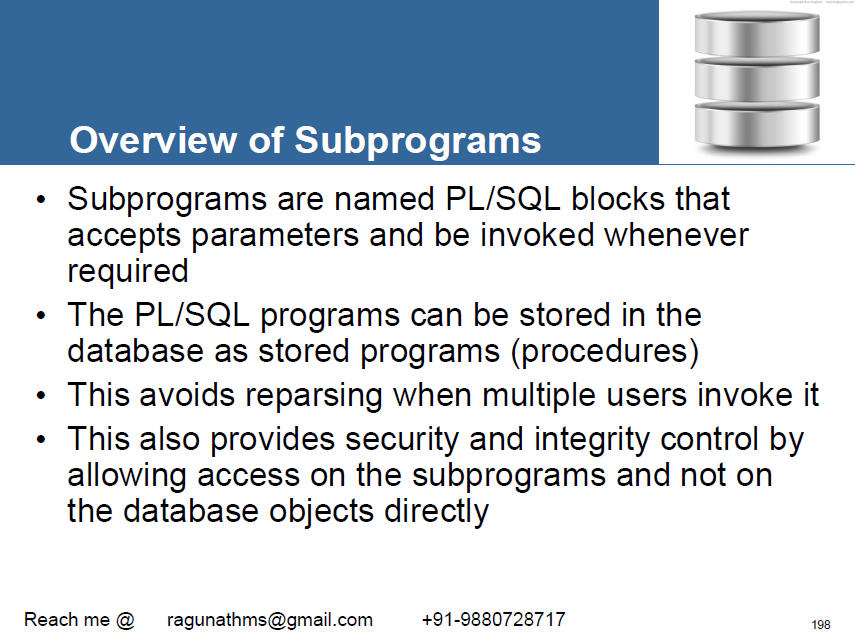 Overview of Subprograms
• Subprograms are named PL/SQL blocks that
accepts parameters and be invoked whenever
required
• The PL/SQL programs can be stored in the
database as stored programs (procedures)
• This avoids reparsing when multiple users invoke it
• This also provides security and integrity control by
allowing access on the subprograms and not on
the database objects directly
Reach me @ ragunathms@gmail.com +91-9880728717
198